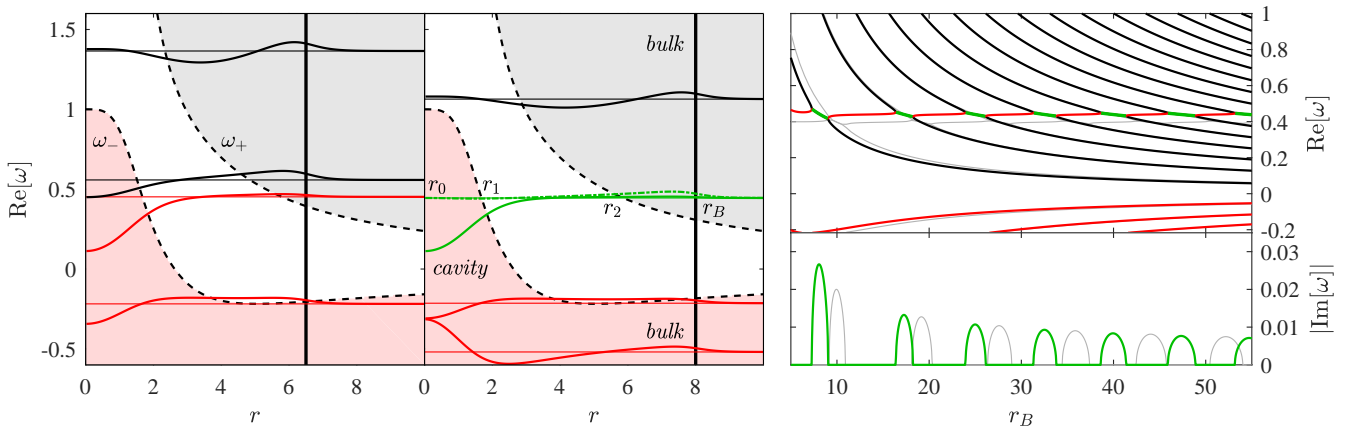 1.5
1
0.5
0
-0.5
Re[ω]
ω₋
ω₊
0
2
4
6
8
r
bulk
r₀
r₁
r₂
r_B
cavity
bulk
0
2
4
6
8
r
1
0.8
0.6
0.4
0.2
0
-0.2
Re[ω]
0.03
0.02
0.01
0
|Im[ω]|
10
20
30
40
50
r_B